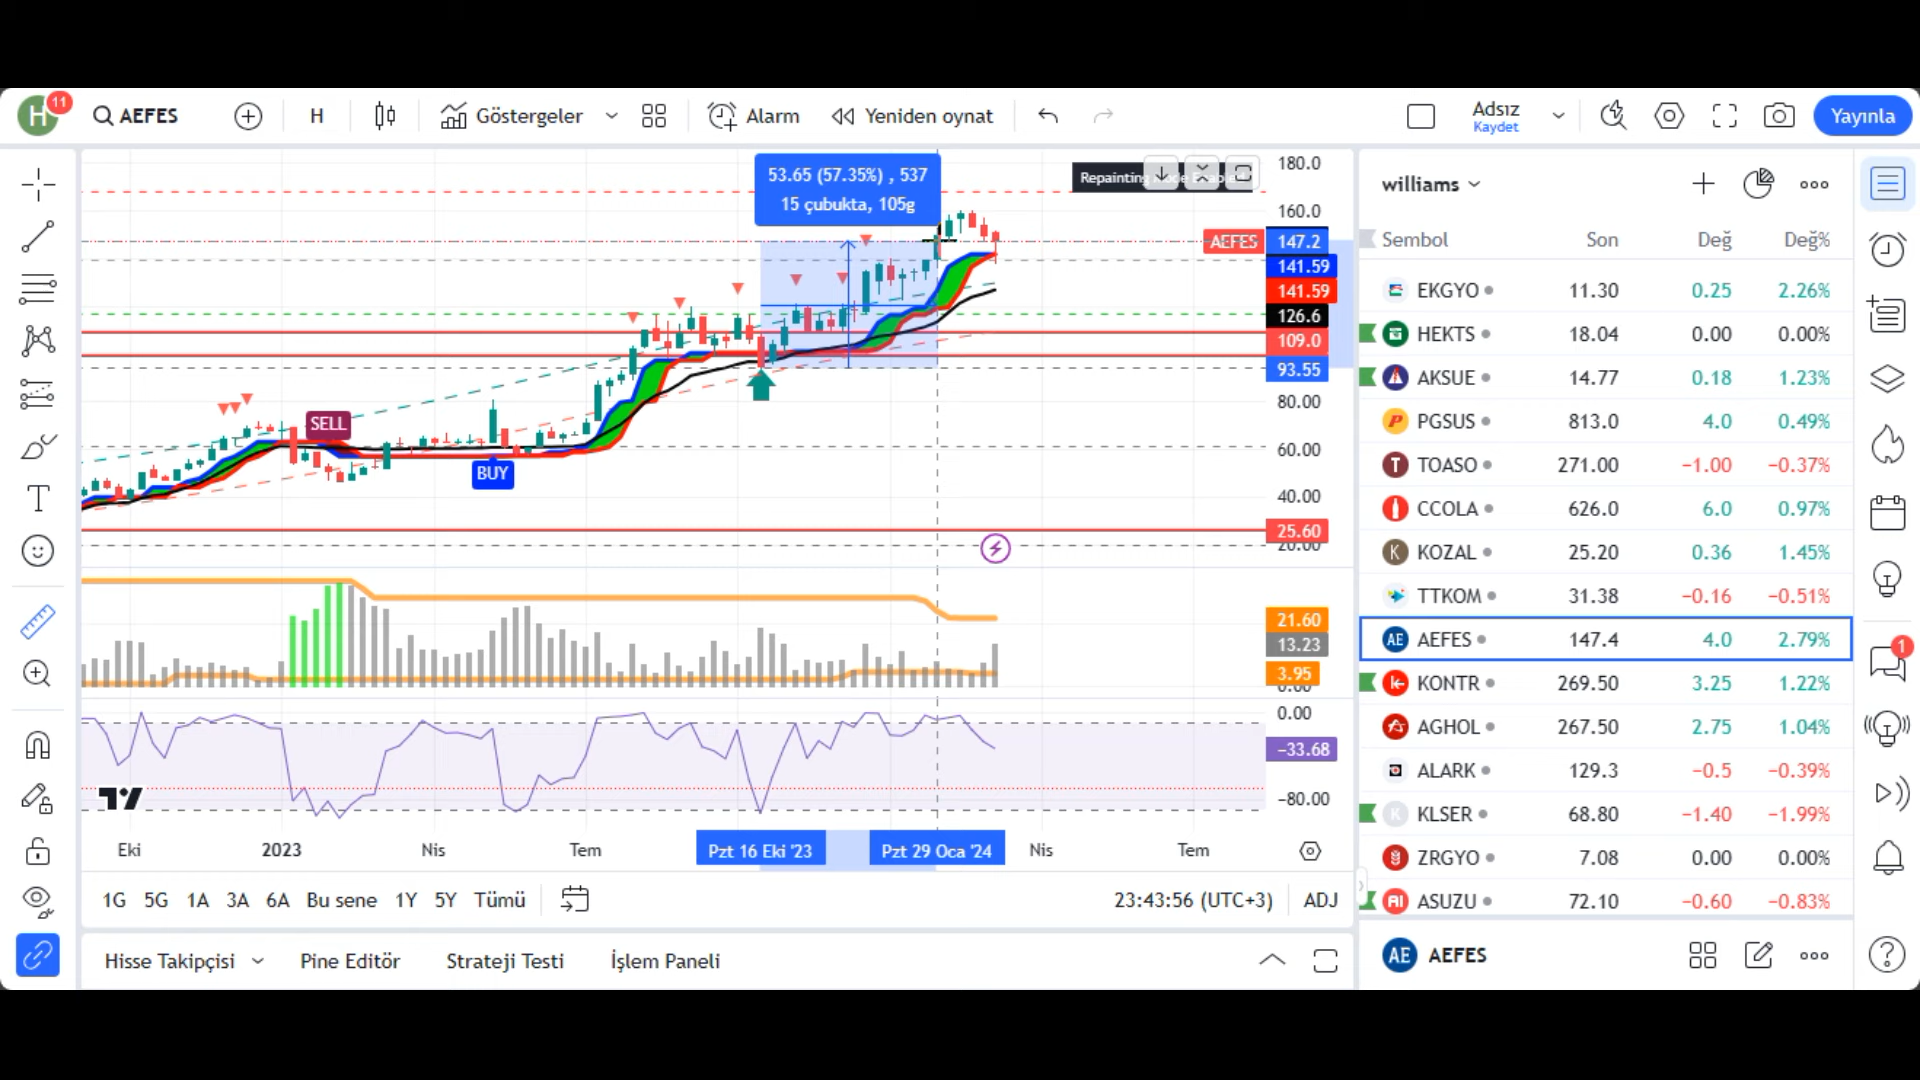 H
11
AEFES
H
Göstergeler
Alarm
Yeniden oynat
Adsız
Kaydet
Yayınla
53.65 (57.35%) , 537
15 çubukta, 105g
Repainting
SELL
BUY
180.0
160.0
AEFES
147.2
141.59
141.59
126.6
109.0
93.55
80.00
60.00
40.00
25.60
20.00
21.60
13.23
3.95
0.00
0.00
−33.68
−80.00
Eki
2023
Nis
Tem
Pzt 16 Eki '23
Pzt 29 Oca '24
Nis
Tem
1G 5G 1A 3A 6A Bu sene 1Y 5Y Tümü
23:43:56 (UTC+3)
ADJ
Hisse Takipçisi
Pine Editör
Strateji Testi
İşlem Paneli
williams
Sembol Son Değ Değ%
EKGYO 11.30 0.25 2.26%
HEKTS 18.04 0.00 0.00%
AKSUE 14.77 0.18 1.23%
P PGSUS 813.0 4.0 0.49%
T TOASO 271.00 −1.00 −0.37%
CCOLA 626.0 6.0 0.97%
K KOZAL 25.20 0.36 1.45%
TTKOM 31.38 −0.16 −0.51%
AE AEFES 147.4 4.0 2.79%
KONTR 269.50 3.25 1.22%
AGHOL 267.50 2.75 1.04%
ALARK 129.3 −0.5 −0.39%
K KLSER 68.80 −1.40 −1.99%
ZRGYO 7.08 0.00 0.00%
ASUZU 72.10 −0.60 −0.83%
AE AEFES
1